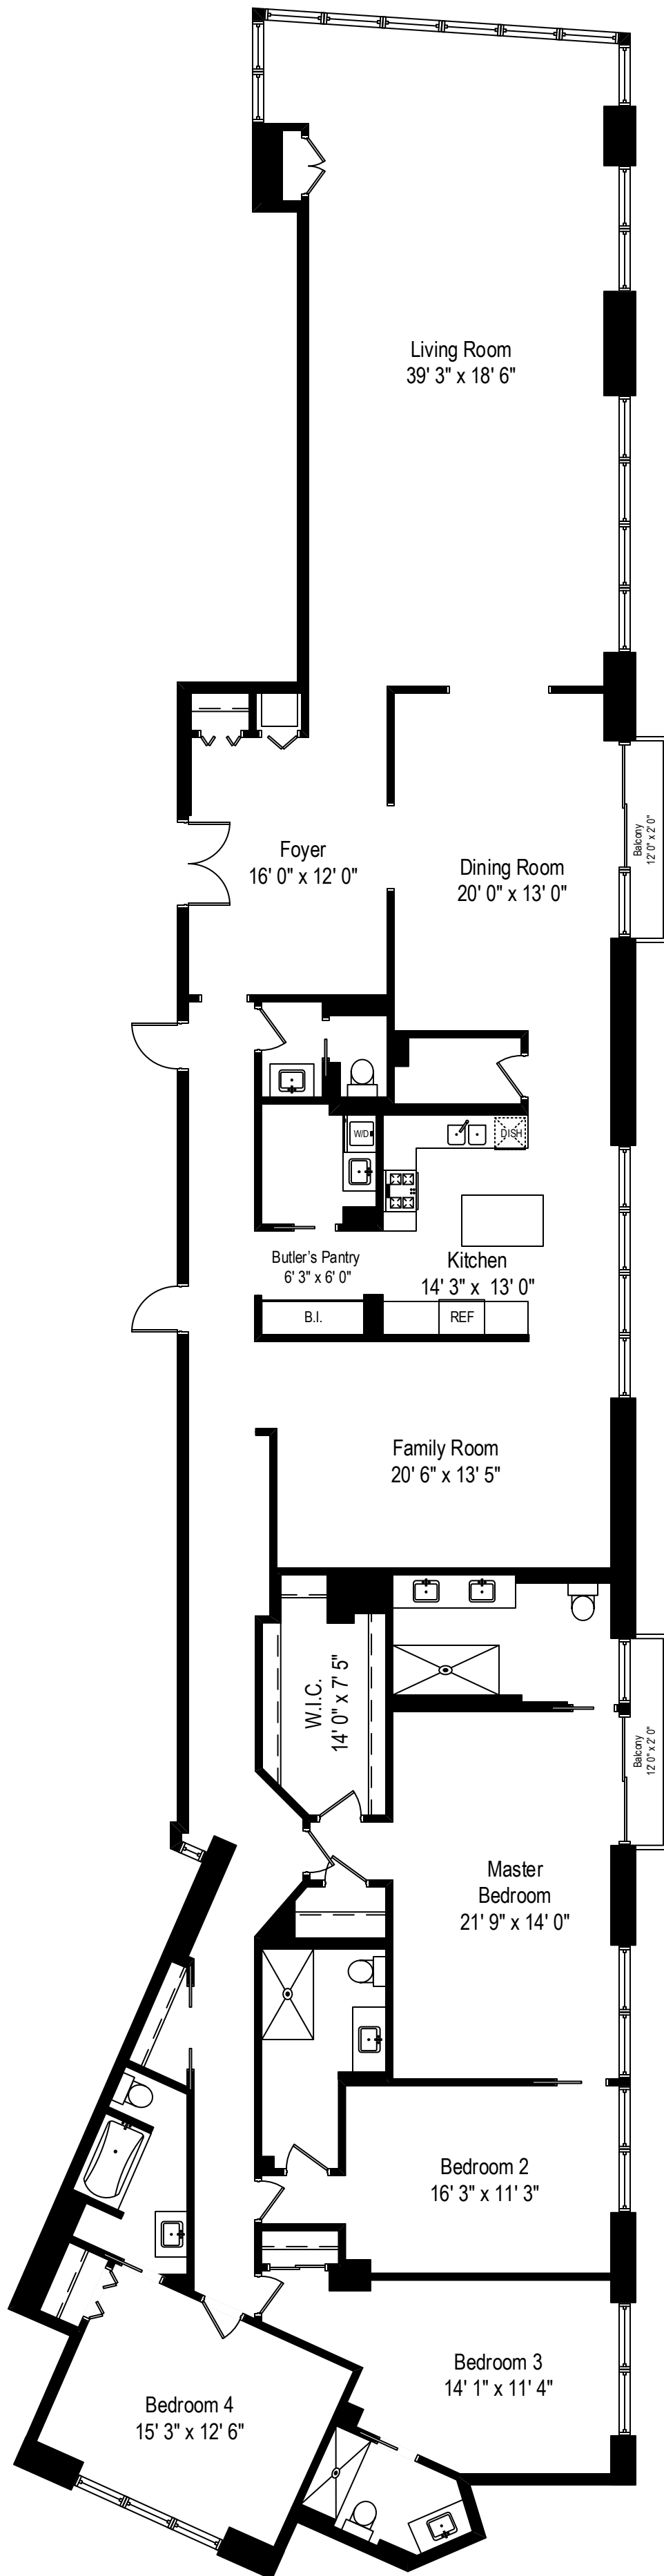 Living Room
39' 3" x 18' 6"
Balcony
12' 0" x 2' 0"
Foyer
16' 0" x 12' 0"
Dining Room
20' 0" x 13' 0"
W/D
DISH
Butler's Pantry
6' 3" x 6' 0"
Kitchen
14' 3" x 13' 0"
B.I.
REF
Family Room
20' 6" x 13' 5"
W.I.C.
14' 0" x 7' 5"
Balcony
12' 0" x 2' 0"
Master
Bedroom
21' 9" x 14' 0"
Bedroom 2
16' 3" x 11' 3"
Bedroom 3
14' 1" x 11' 4"
Bedroom 4
15' 3" x 12' 6"